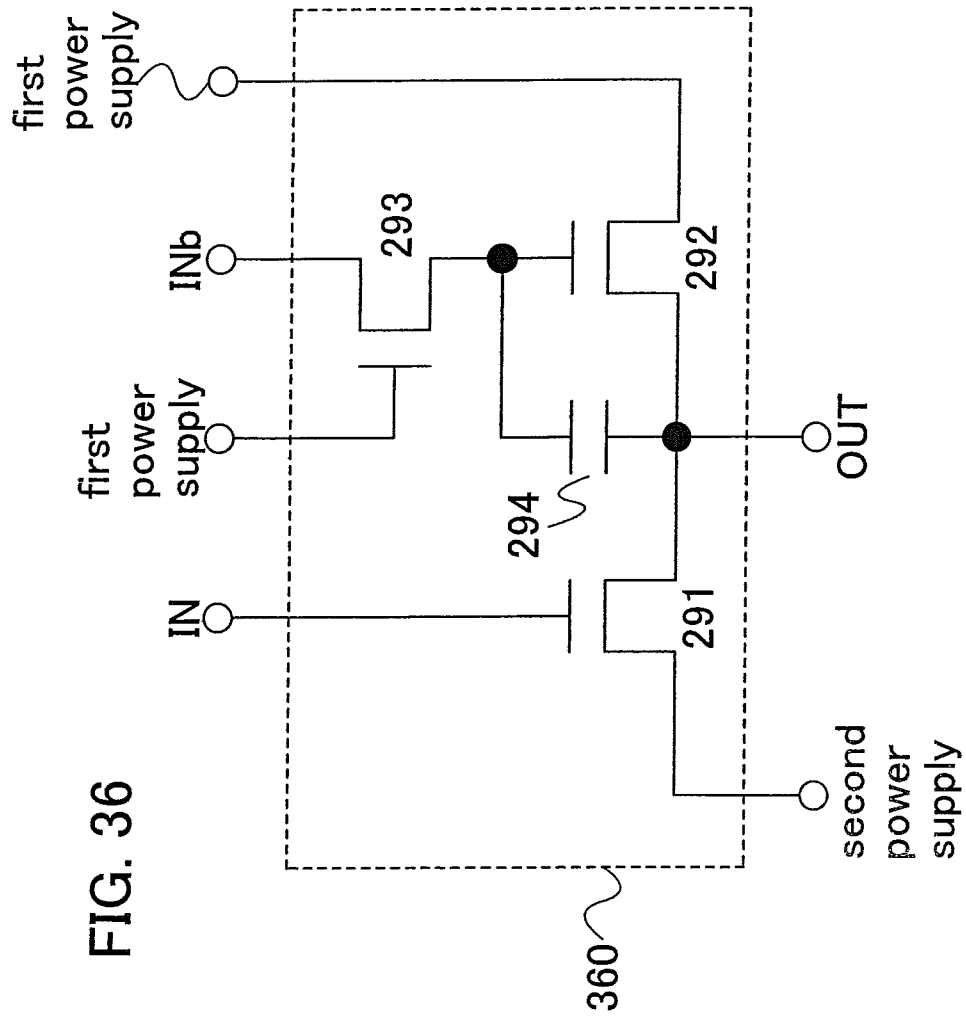 FIG. 36
360
IN
first
power
supply
INb
first
power
supply
293
294
291
292
second
power
supply
OUT